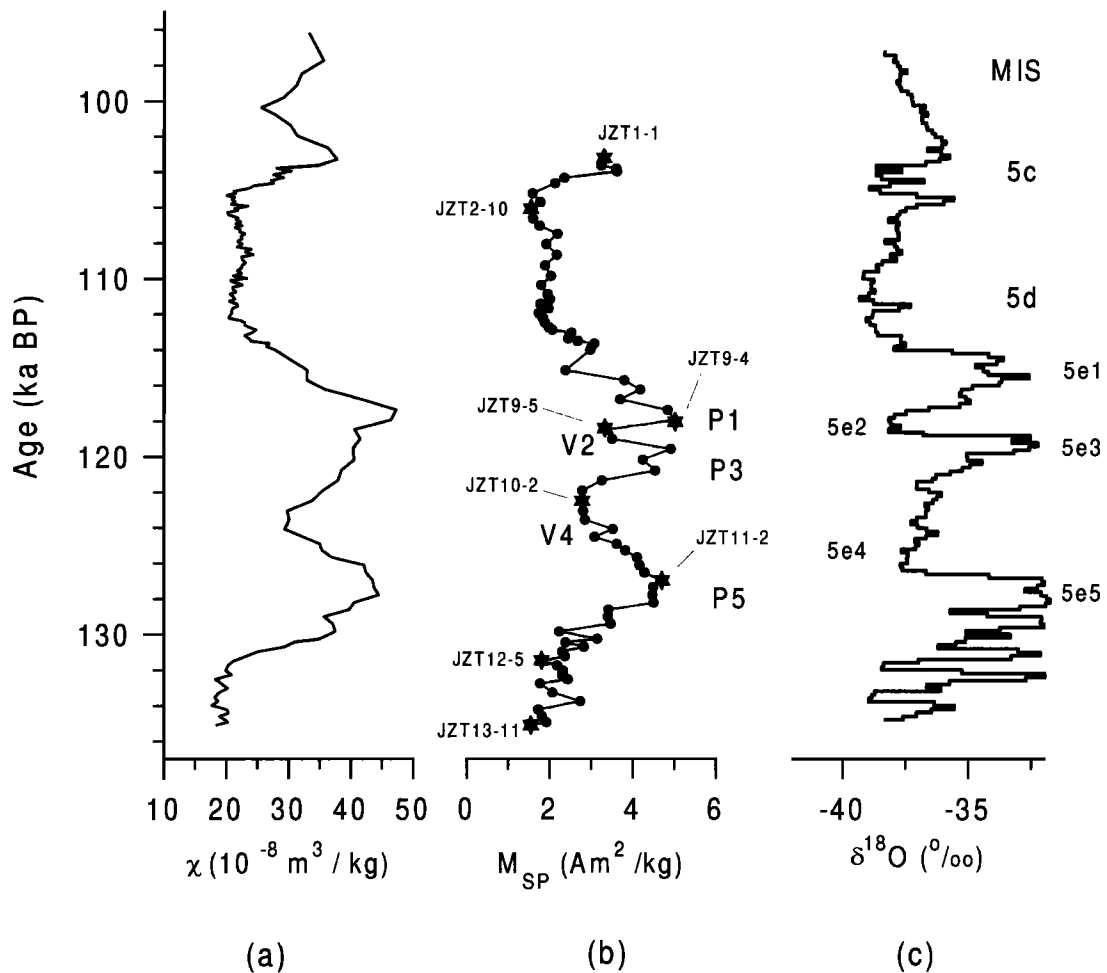 MIS
100
JZT1-1
5c
JZT2-10
110
5d
Age (ka BP)
JZT9-4
5e1
JZT9-5
P1
5e2
V2
5e3
120
P3
JZT10-2
V4
JZT11-2
5e4
P5
5e5
130
JZT12-5
JZT13-11
10 20 30 40 50
0 2 4 6
-40 -35
χ (10⁻⁸ m³ / kg)
M_SP (Am² /kg)
δ¹⁸O (⁰/₀₀)
(a)
(b)
(c)